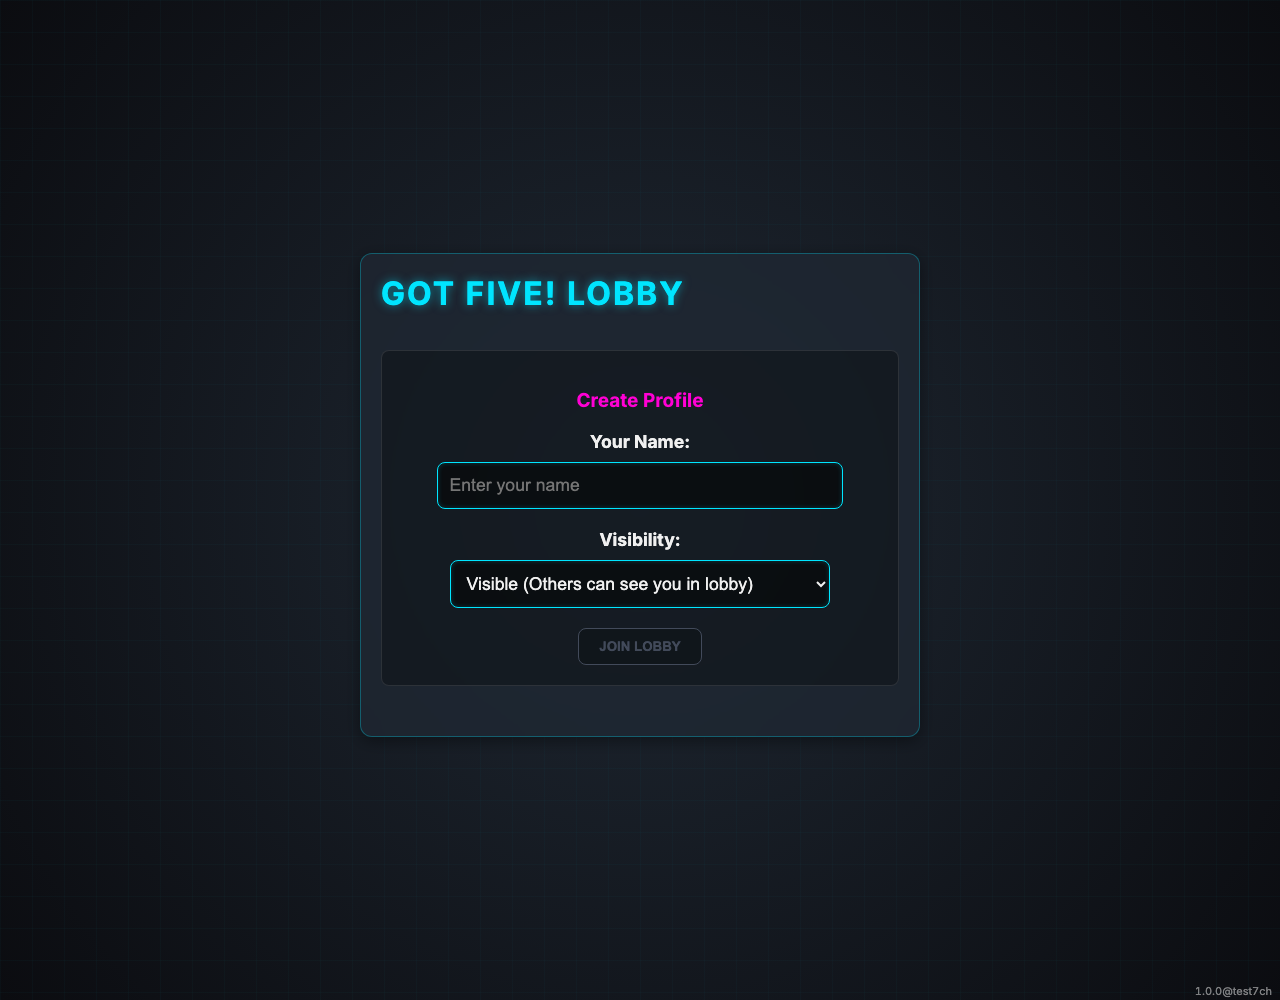 GOT FIVE! LOBBY
Create Profile
Your Name:
Enter your name
Visibility:
Visible (Others can see you in lobby)
JOIN LOBBY
1.0.0@test7ch